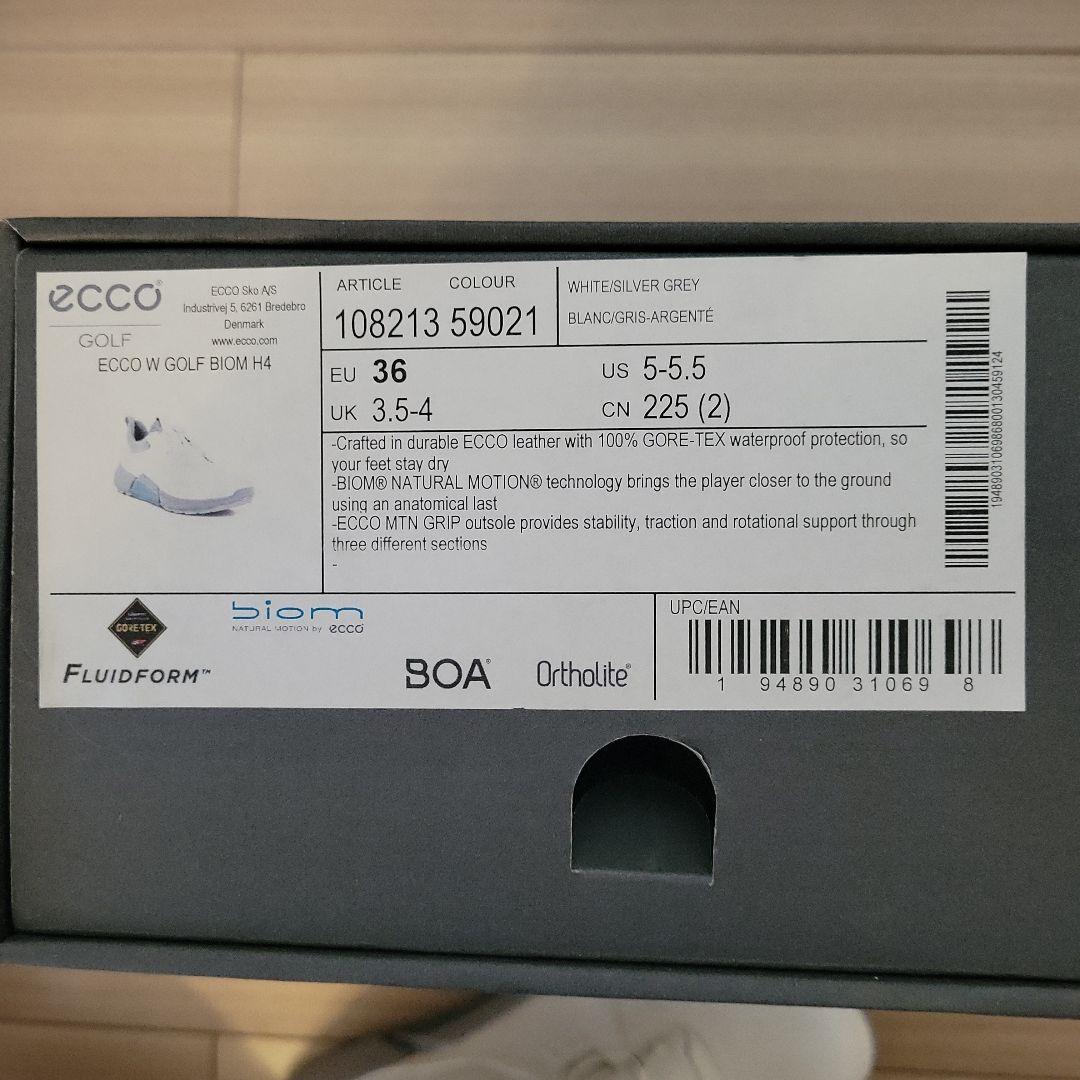 ecco®
GOLF
ECCO Sko A/S
Industrivej 5, 6261 Bredebro
Denmark
www.ecco.com
ECCO W GOLF BIOM H4
ARTICLE COLOUR
108213 59021
WHITE/SILVER GREY
BLANC/GRIS-ARGENTÉ
EU 36
US 5-5.5
UK 3.5-4
CN 225 (2)
-Crafted in durable ECCO leather with 100% GORE-TEX waterproof protection, so
your feet stay dry
-BIOM® NATURAL MOTION® technology brings the player closer to the ground
using an anatomical last
-ECCO MTN GRIP outsole provides stability, traction and rotational support through
three different sections
-
1948903106986800130459124
GORE-TEX
biom
NATURAL MOTION by ecco
FLUIDFORM™
BOA®
Ortholite®
UPC/EAN
1 94890 31069 8